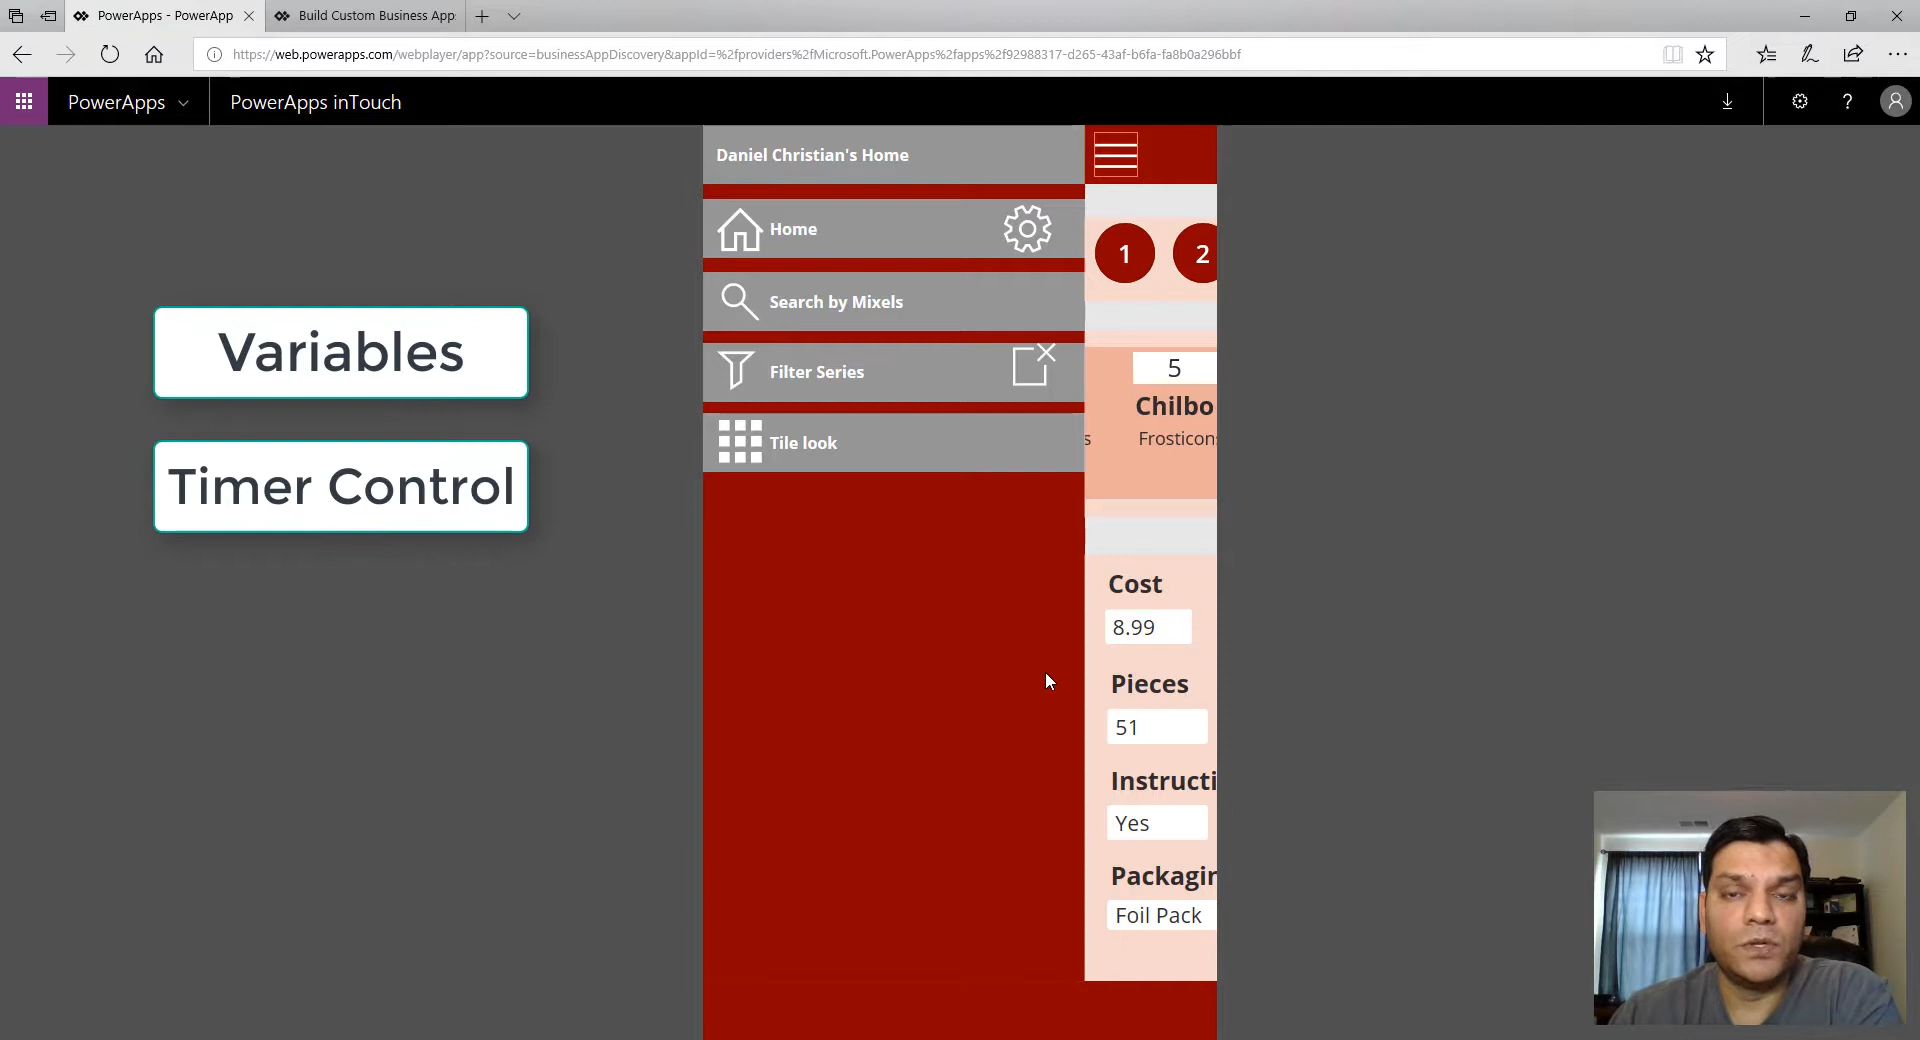 PowerApps - PowerApp
Build Custom Business App
https://web.powerapps.com/webplayer/app?source=businessAppDiscovery&appId=%2fproviders%2fMicrosoft.PowerApps%2fapps%2f92988317-d265-43af-b6fa-fa8b0a296bbf
PowerApps
PowerApps inTouch
?
Daniel Christian's Home
Home
Search by Mixels
Filter Series
Tile look
1
2
5
Chilbo
s
Frosticon
Cost
8.99
Pieces
51
Instructi
Yes
Packagin
Foil Pack
Variables
Timer Control